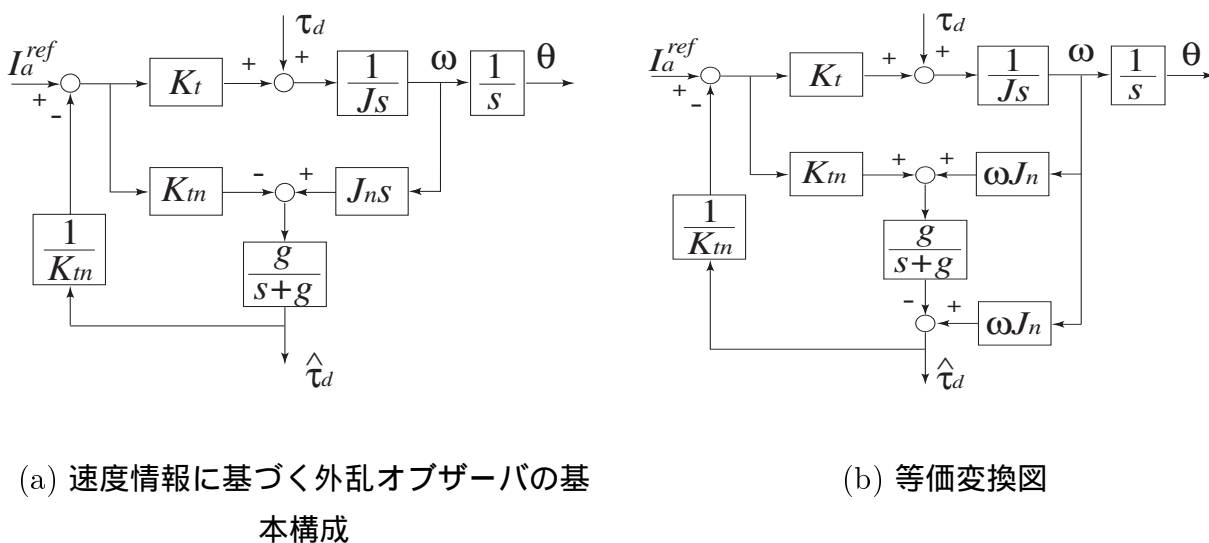 τd
I_a^ref
+
-
Kt
+
+
1/Js
ω
1/s
θ
Ktn
-
+
Jns
1/Ktn
g/s+g
τ̂d
τd
I_a^ref
+
-
Kt
+
+
1/Js
ω
1/s
θ
Ktn
+
+
ωJn
1/Ktn
g/s+g
-
+
ωJn
τ̂d
(a) 速度情報に基づく外乱オブザーバの基
本構成
(b) 等価変換図